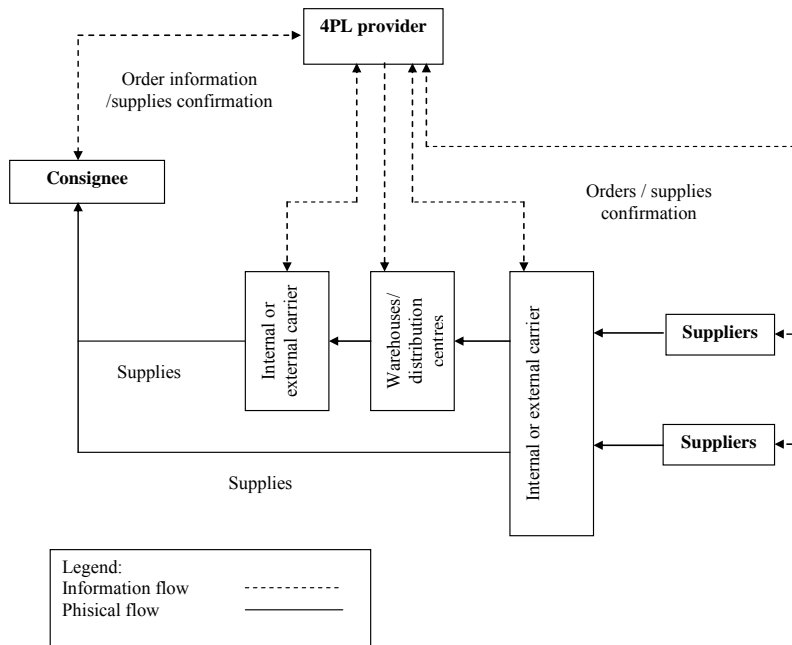 4PL provider
Order information
/supplies confirmation
Consignee
Orders / supplies
confirmation
Internal or
external carrier
Warehouses/
distribution
centres
Internal or external carrier
Suppliers
Supplies
Suppliers
Supplies
Legend:
Information flow
Phisical flow